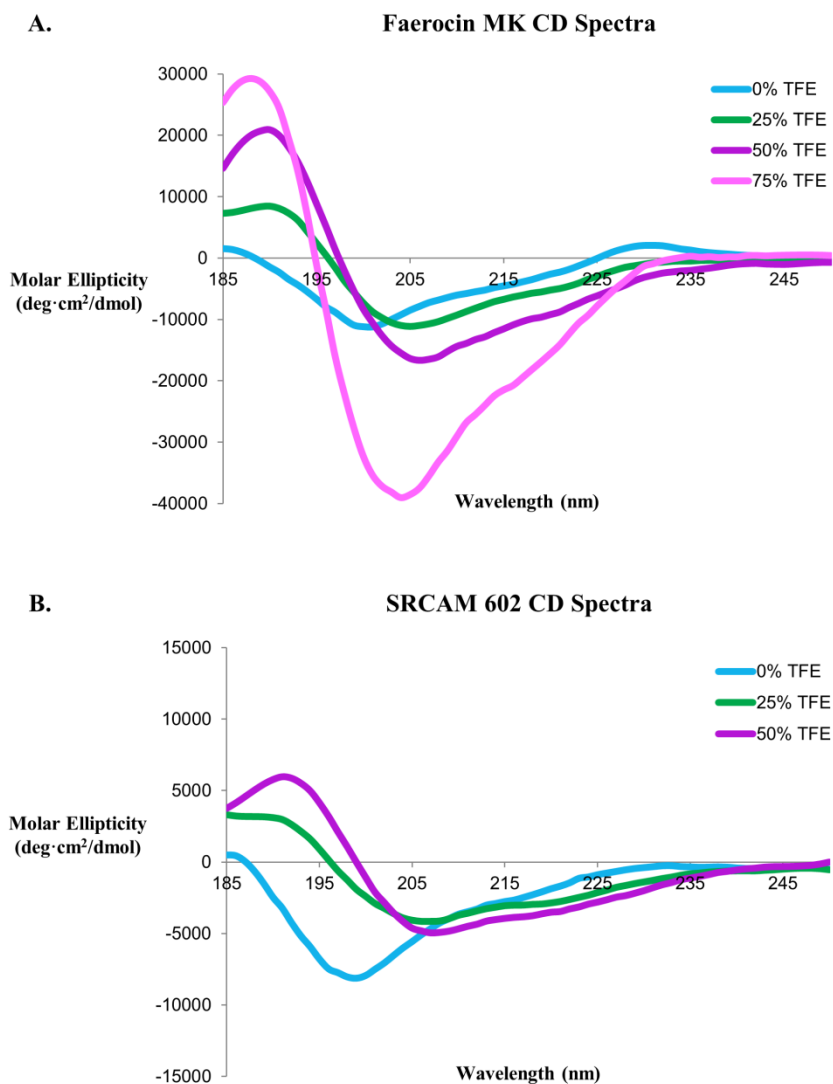 A.
Faerocin MK CD Spectra
30000
20000
10000
0
-10000
-20000
-30000
-40000
Molar Ellipticity
(deg·cm²/dmol)
185
195
205
215
225
235
245
Wavelength (nm)
0% TFE
25% TFE
50% TFE
75% TFE
B.
SRCAM 602 CD Spectra
15000
10000
5000
0
-5000
-10000
-15000
Molar Ellipticity
(deg·cm²/dmol)
185
195
205
215
225
235
245
Wavelength (nm)
0% TFE
25% TFE
50% TFE